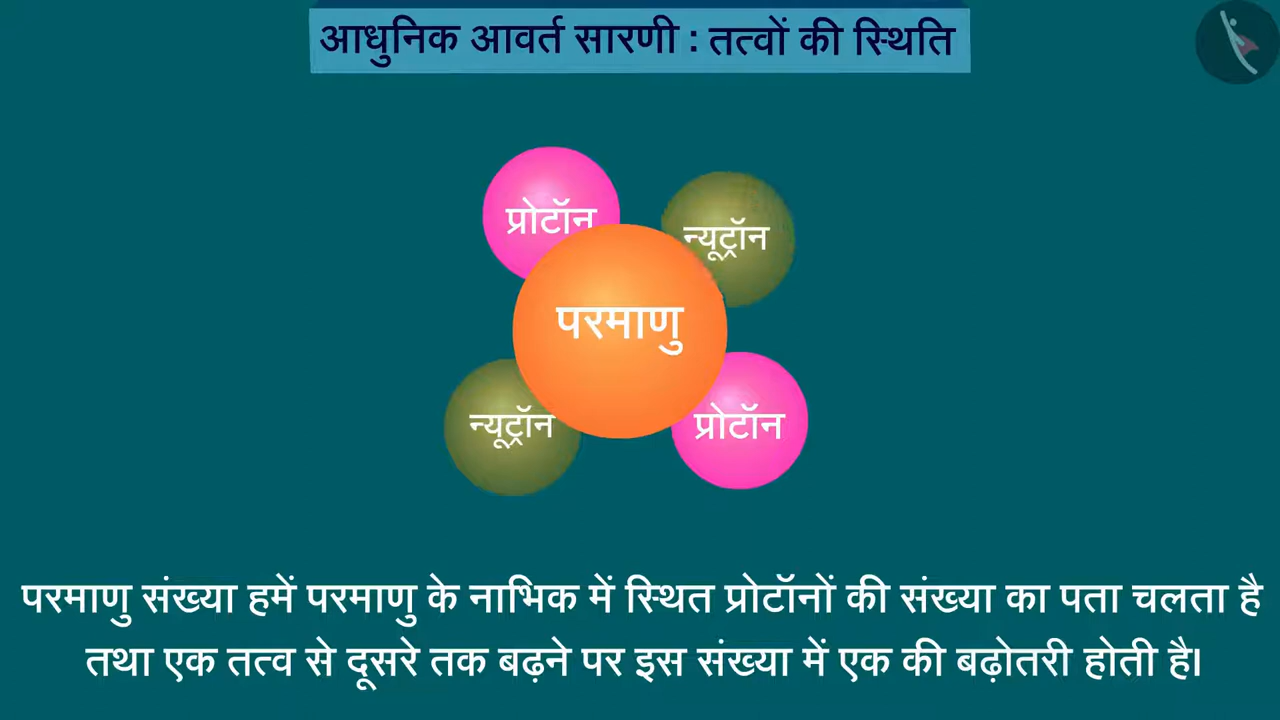 आधुनिक आवर्त सारणी : तत्वों की स्थिति
प्रोटॉन
न्यूट्रॉन
परमाणु
न्यूट्रॉन
प्रोटॉन
परमाणु संख्या हमें परमाणु के नाभिक में स्थित प्रोटॉनों की संख्या का पता चलता है
तथा एक तत्व से दूसरे तक बढ़ने पर इस संख्या में एक की बढ़ोतरी होती है।